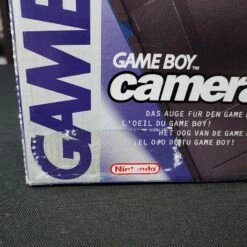 GAME
GAME BOY™
camera
DAS AUGE FÜR DEN GAME B
L'OEIL DU GAME BOY!
HET OOG VAN DE GAME B
¡EL OJO DE TU GAME BOY!
Nintendo